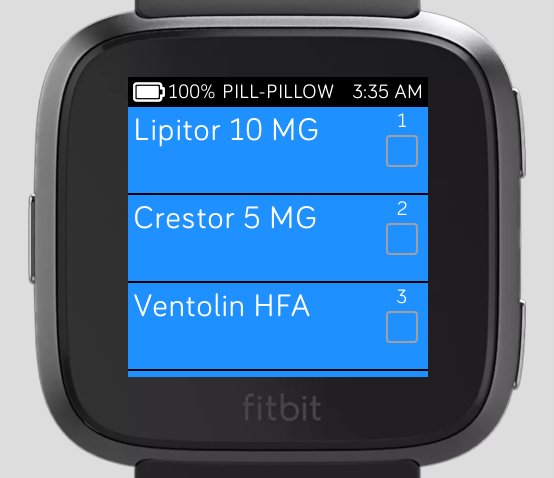 100% PILL-PILLOW 3:35 AM
Lipitor 10 MG 1
Crestor 5 MG 2
Ventolin HFA 3
fitbit